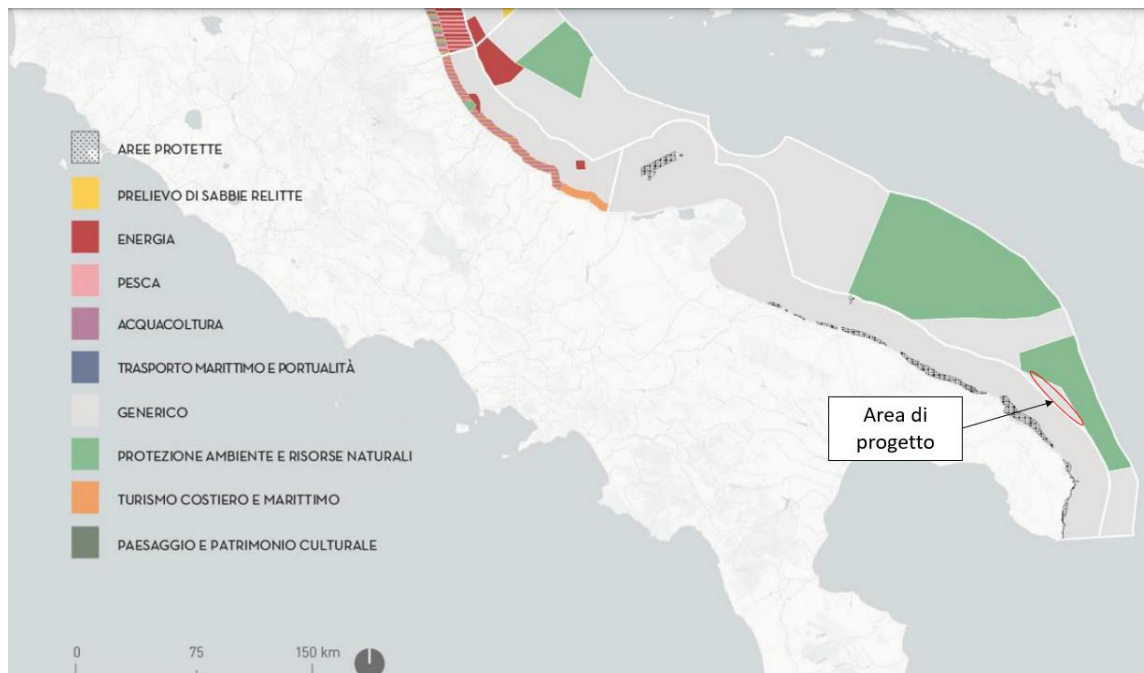 AREE PROTETTE
PRELIEVO DI SABBIE RELITTE
ENERGIA
PESCA
ACQUACOLTURA
TRASPORTO MARITTIMO E PORTUALITÀ
GENERICO
PROTEZIONE AMBIENTE E RISORSE NATURALI
TURISMO COSTIERO E MARITTIMO
PAESAGGIO E PATRIMONIO CULTURALE
Area di
progetto
0 75 150 km